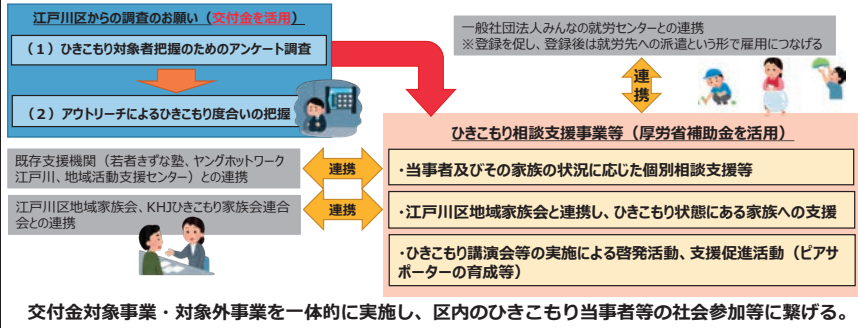 江戸川区からの調査のお願い（交付金を活用）
（１）ひきこもり対象者把握のためのアンケート調査
（２）アウトリーチによるひきこもり度合いの把握
一般社団法人みんなの就労センターとの連携
※登録を促し、登録後は就労先への派遣という形で雇用につなげる
連
携
ひきこもり相談支援事業等（厚労省補助金を活用）
既存支援機関（若者きずな塾、ヤングホットワーク
江戸川、地域活動支援センター）との連携
連携
・当事者及びその家族の状況に応じた個別相談支援等
江戸川区地域家族会、KHJひきこもり家族会連合
会との連携
連携
・江戸川区地域家族会と連携し、ひきこもり状態にある家族への支援
・ひきこもり講演会等の実施による啓発活動、支援促進活動（ピアサ
ポーターの育成等）
交付金対象事業・対象外事業を一体的に実施し、区内のひきこもり当事者等の社会参加等に繋げる。